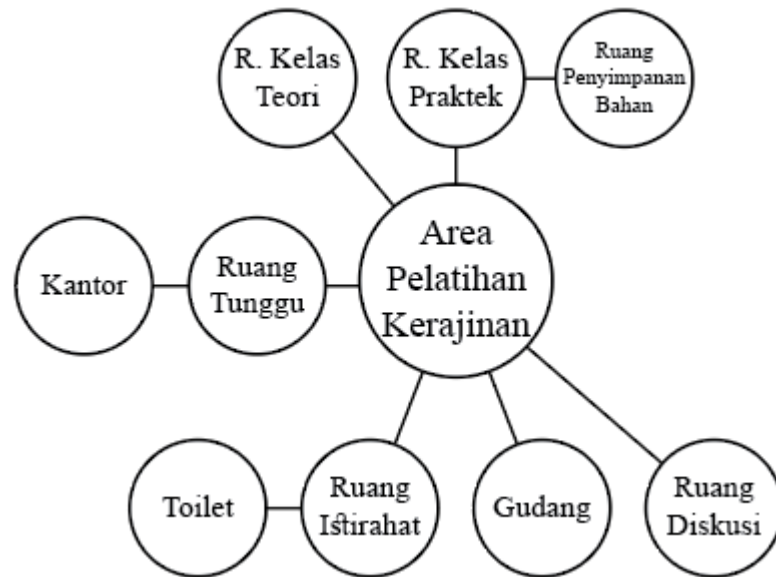 R. Kelas
Teori
R. Kelas
Praktek
Ruang
Penyimpanan
Bahan
Area
Pelatihan
Kerajinan
Kantor
Ruang
Tunggu
Toilet
Ruang
Istirahat
Gudang
Ruang
Diskusi